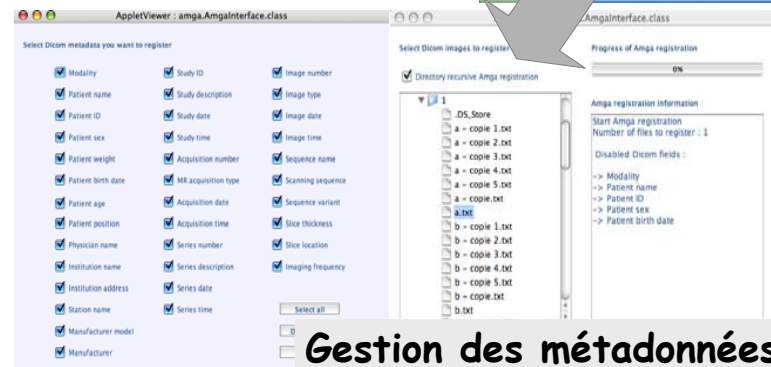 AppletViewer : amga.AmgaInterface.class
Select Dicom metadata you want to register
Modality
Patient name
Patient ID
Patient sex
Patient weight
Patient birth date
Patient age
Patient position
Physician name
Institution name
Institution address
Station name
Manufacturer model
Manufacturer
Study ID
Study description
Study date
Study time
Acquisition number
MR acquisition type
Acquisition date
Acquisition time
Series number
Series description
Series date
Series time
Image number
Image type
Image date
Image time
Sequence name
Scanning sequence
Sequence variant
Slice thickness
Slice location
Imaging frequency
Select all
.AmgaInterface.class
Select Dicom images to register
Directory recursive Amga registration
1
.DS_Store
a - copie 1.txt
a - copie 2.txt
a - copie 3.txt
a - copie 4.txt
a - copie 5.txt
a - copie.txt
a.txt
b - copie 1.txt
b - copie 2.txt
b - copie 3.txt
b - copie 4.txt
b - copie 5.txt
b - copie.txt
b.txt
Progress of Amga registration
0%
Amga registration information
Start Amga registration
Number of files to register : 1
Disabled Dicom fields :
-> Modality
-> Patient name
-> Patient ID
-> Patient sex
-> Patient birth date
Gestion des métadonnées